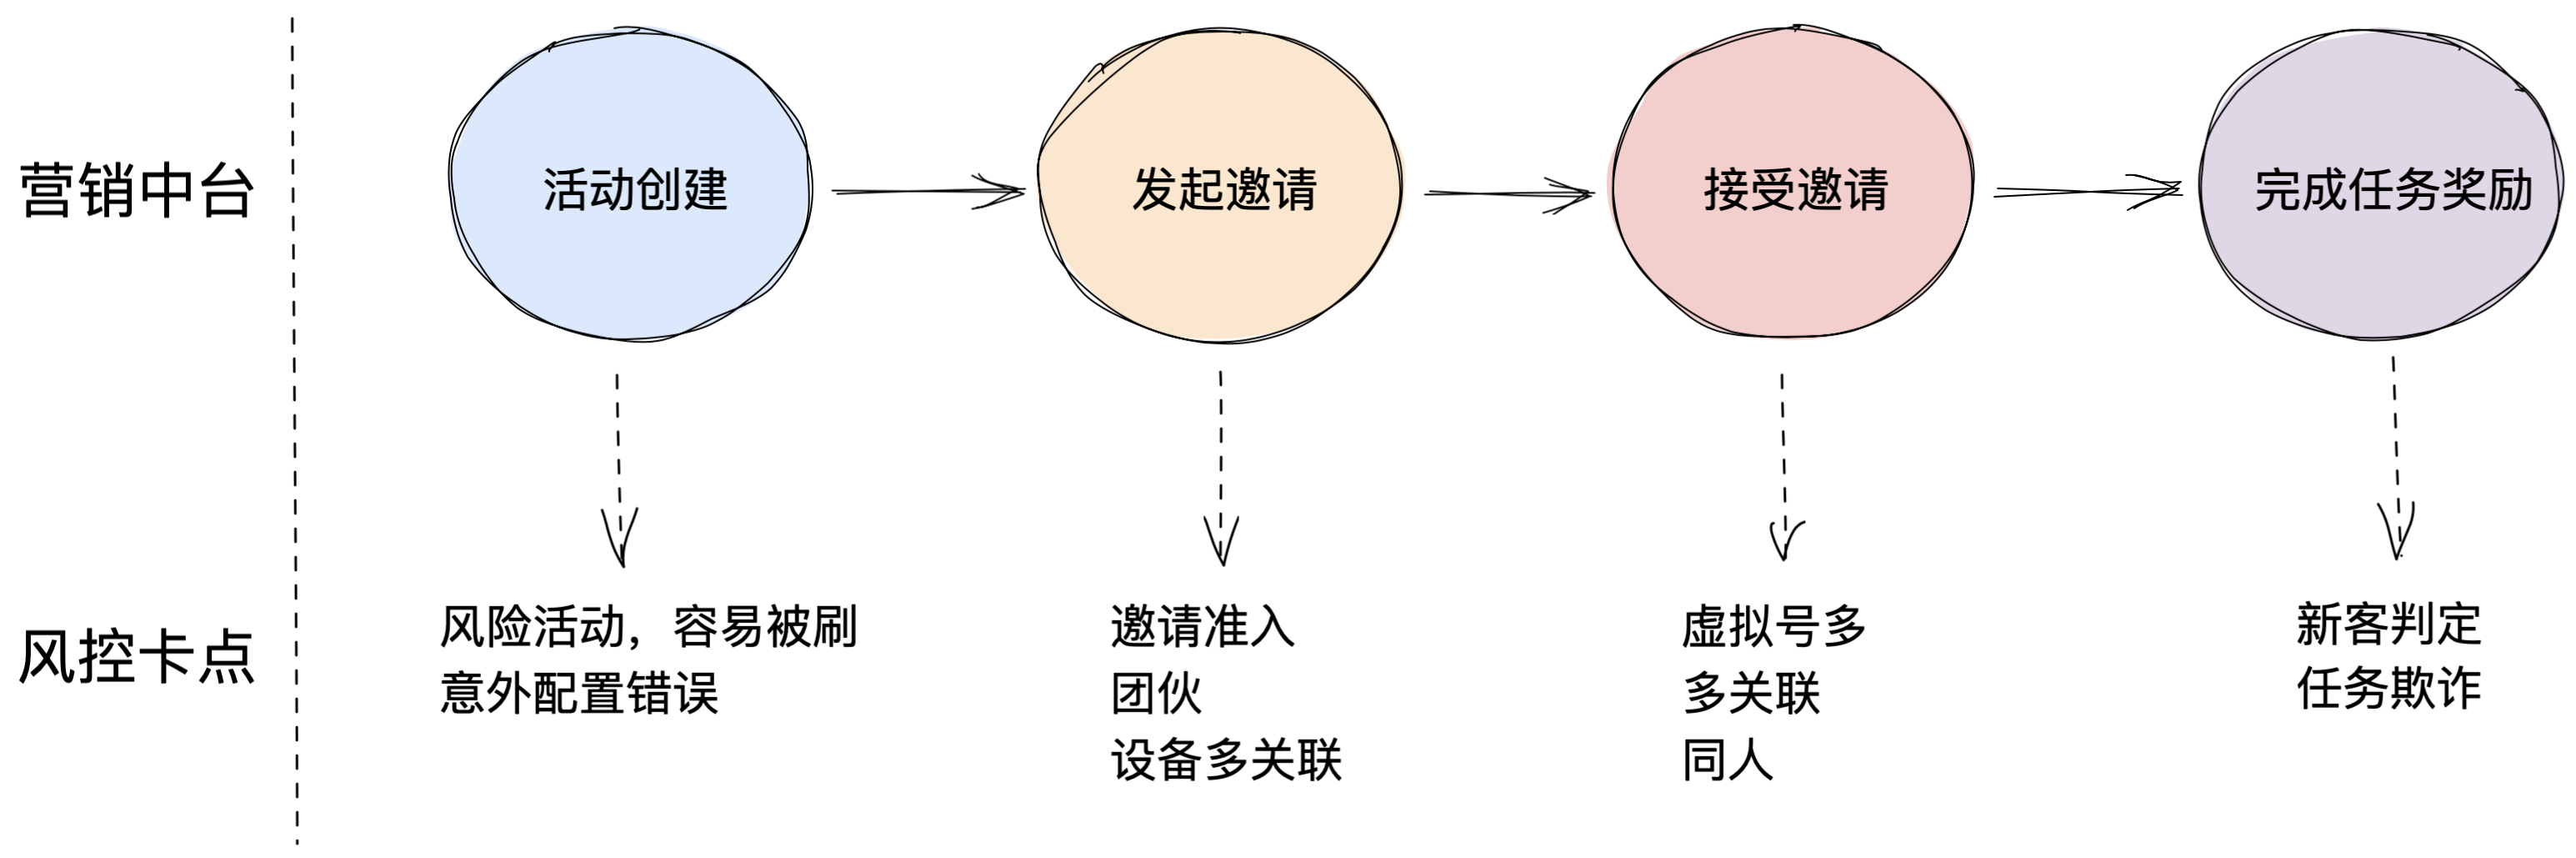 营销中台
活动创建
发起邀请
接受邀请
完成任务奖励
风控卡点
风险活动，容易被刷
意外配置错误
邀请准入
团伙
设备多关联
虚拟号多
多关联
同人
新客判定
任务欺诈